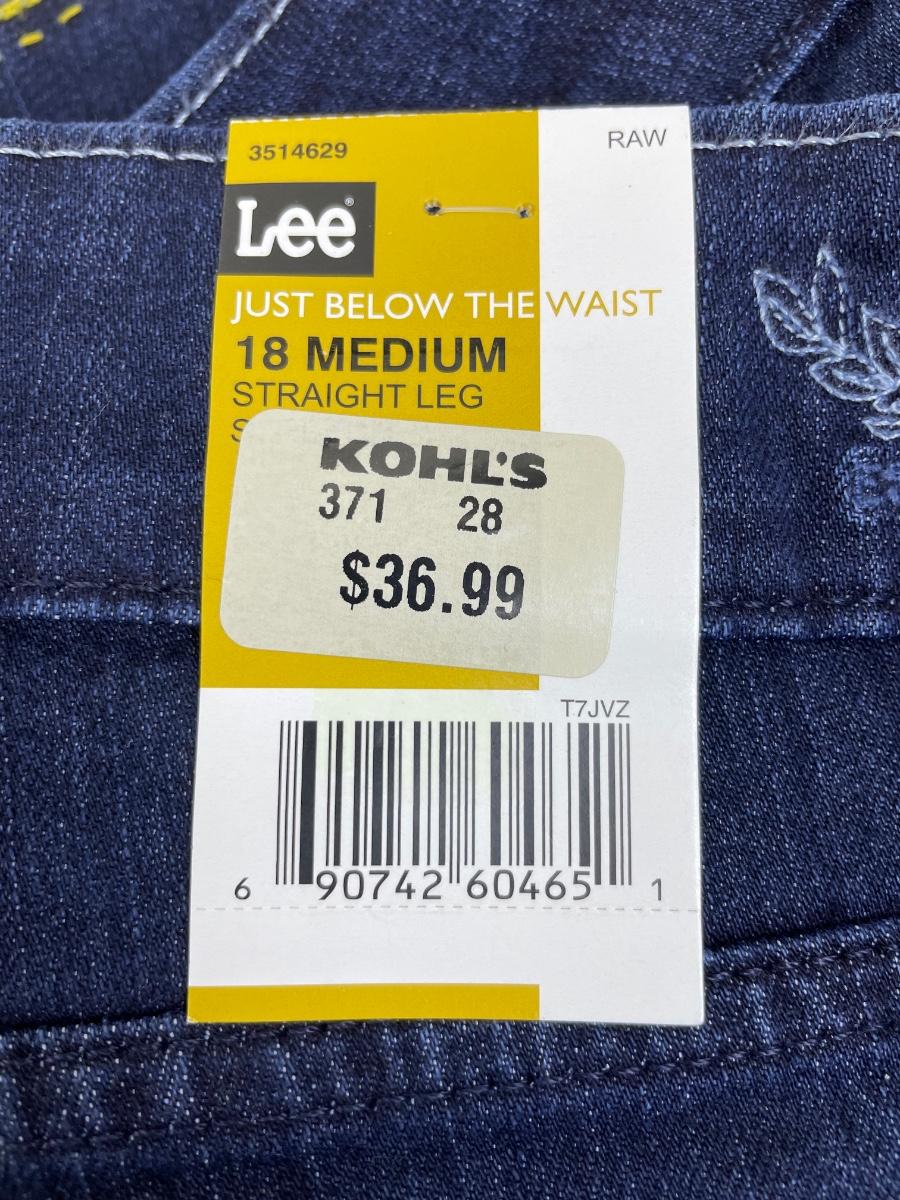 3514629
RAW
Lee®
JUST BELOW THE WAIST
18 MEDIUM
STRAIGHT LEG
KOHL'S
371 28
$36.99
T7JVZ
6 90742 60465 1